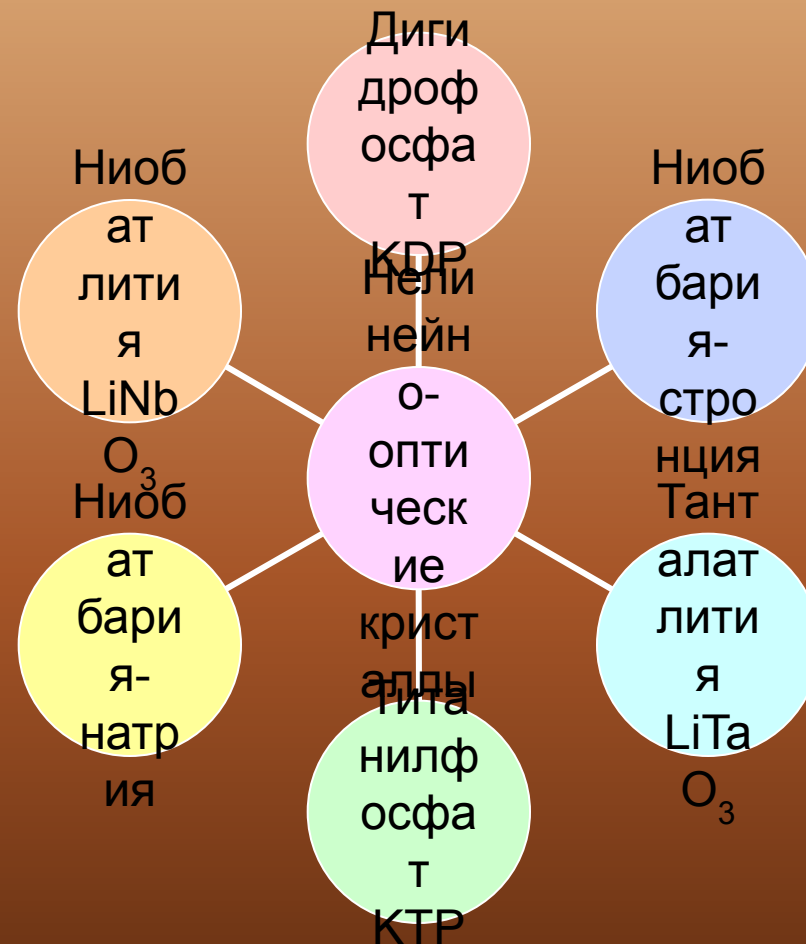 Диги
дроф
осфа
т
KDP
Ниоб
ат
лити
я
LiNb
O₃
Ниоб
ат
бари
я-
стро
нция
Нели
нейн
о-
опти
ческ
ие
крист
аллы
Ниоб
ат
бари
я-
натр
ия
Тант
алат
лити
я
LiTa
O₃
Тита
нилф
осфа
т
KTP